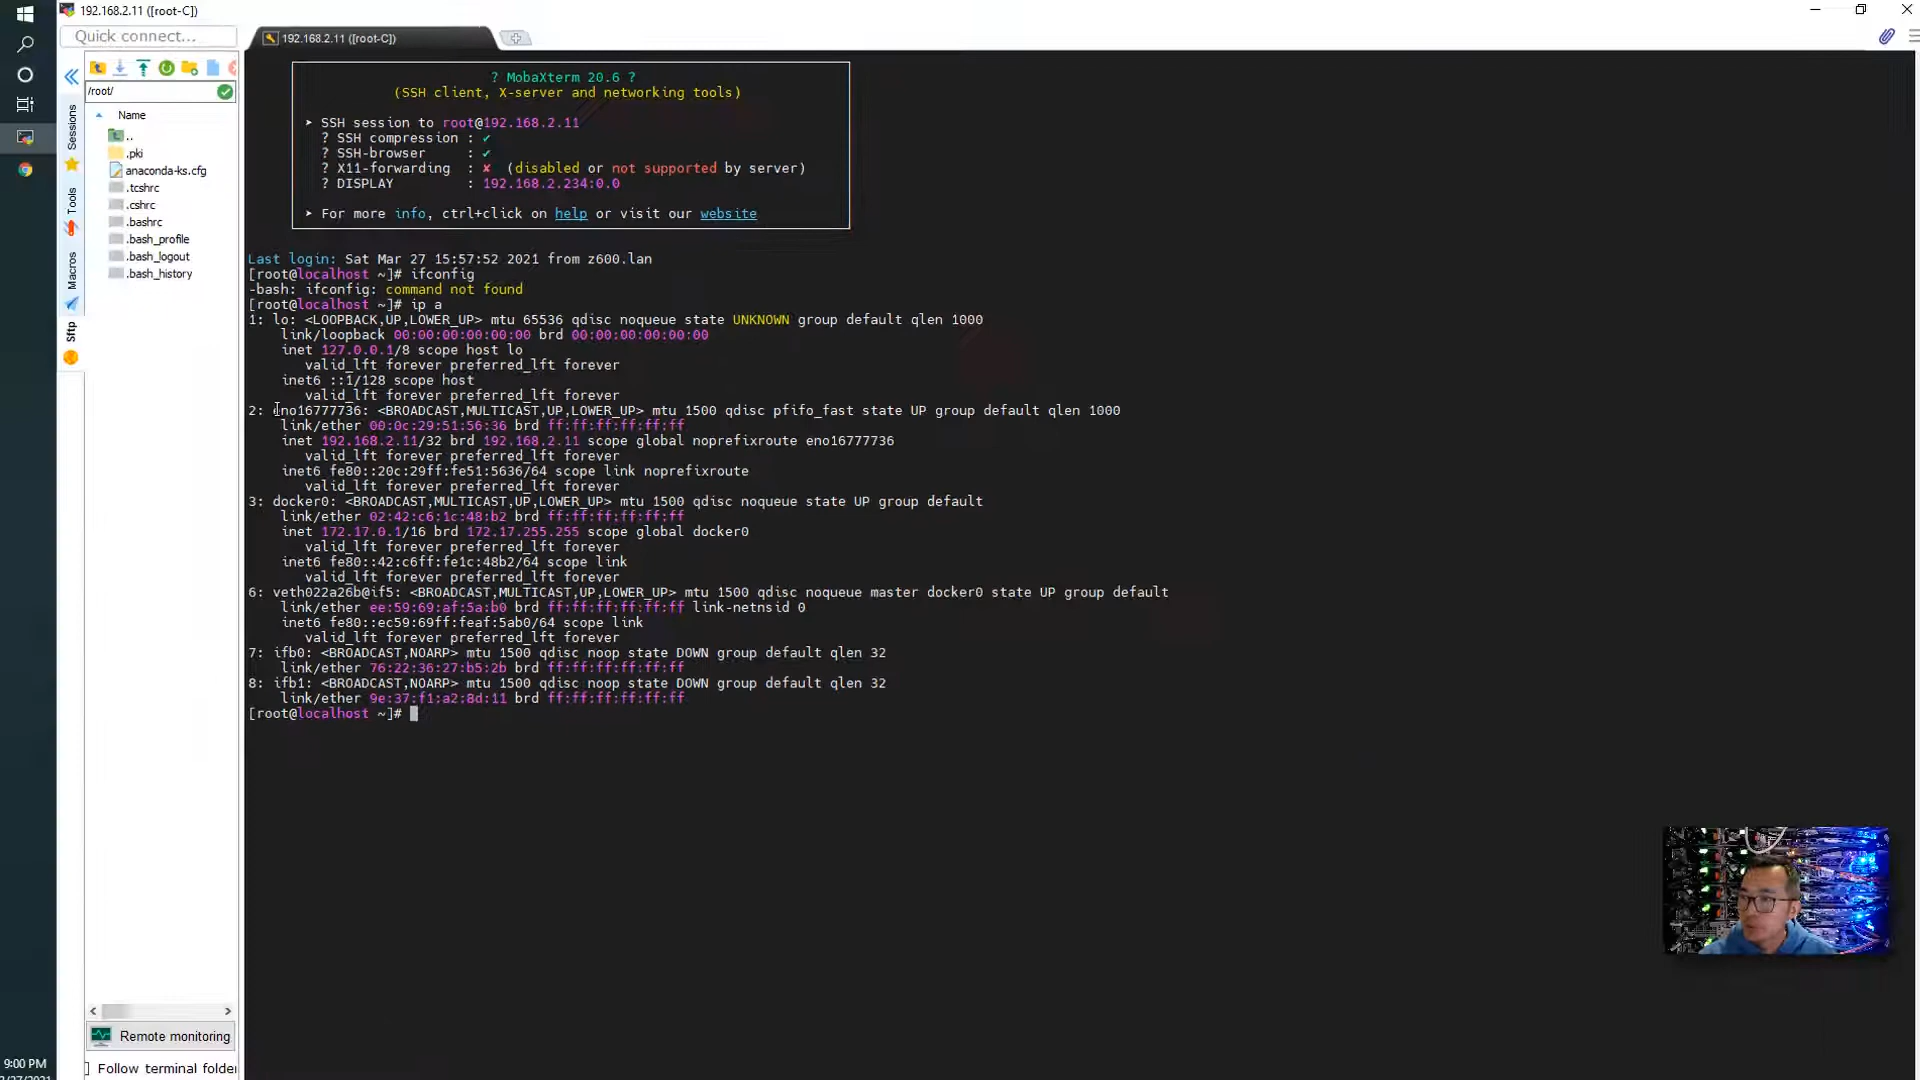 192.168.2.11 ([root-C])
Quick connect...
192.168.2.11 ([root-C])
/root/
Name
..
.pki
anaconda-ks.cfg
.tcshrc
.cshrc
.bashrc
.bash_profile
.bash_logout
.bash_history
Sessions
Tools
Macros
Sftp
? MobaXterm 20.6 ?
(SSH client, X-server and networking tools)
➤ SSH session to root@192.168.2.11
? SSH compression : ✔
? SSH-browser : ✔
? X11-forwarding : ✘ (disabled or not supported by server)
? DISPLAY : 192.168.2.234:0.0
➤ For more info, ctrl+click on help or visit our website
Last login: Sat Mar 27 15:57:52 2021 from z600.lan
[root@localhost ~]# ifconfig
-bash: ifconfig: command not found
[root@localhost ~]# ip a
1: lo: <LOOPBACK,UP,LOWER_UP> mtu 65536 qdisc noqueue state UNKNOWN group default qlen 1000
link/loopback 00:00:00:00:00:00 brd 00:00:00:00:00:00
inet 127.0.0.1/8 scope host lo
valid_lft forever preferred_lft forever
inet6 ::1/128 scope host
valid_lft forever preferred_lft forever
2: eno16777736: <BROADCAST,MULTICAST,UP,LOWER_UP> mtu 1500 qdisc pfifo_fast state UP group default qlen 1000
link/ether 00:0c:29:51:56:36 brd ff:ff:ff:ff:ff:ff
inet 192.168.2.11/32 brd 192.168.2.11 scope global noprefixroute eno16777736
valid_lft forever preferred_lft forever
inet6 fe80::20c:29ff:fe51:5636/64 scope link noprefixroute
valid_lft forever preferred_lft forever
3: docker0: <BROADCAST,MULTICAST,UP,LOWER_UP> mtu 1500 qdisc noqueue state UP group default
link/ether 02:42:c6:1c:48:b2 brd ff:ff:ff:ff:ff:ff
inet 172.17.0.1/16 brd 172.17.255.255 scope global docker0
valid_lft forever preferred_lft forever
inet6 fe80::42:c6ff:fe1c:48b2/64 scope link
valid_lft forever preferred_lft forever
6: veth022a26b@if5: <BROADCAST,MULTICAST,UP,LOWER_UP> mtu 1500 qdisc noqueue master docker0 state UP group default
link/ether ee:59:69:af:5a:b0 brd ff:ff:ff:ff:ff:ff link-netnsid 0
inet6 fe80::ec59:69ff:feaf:5ab0/64 scope link
valid_lft forever preferred_lft forever
7: ifb0: <BROADCAST,NOARP> mtu 1500 qdisc noop state DOWN group default qlen 32
link/ether 76:22:36:27:b5:2b brd ff:ff:ff:ff:ff:ff
8: ifb1: <BROADCAST,NOARP> mtu 1500 qdisc noop state DOWN group default qlen 32
link/ether 9e:37:f1:a2:8d:11 brd ff:ff:ff:ff:ff:ff
[root@localhost ~]#
Remote monitoring
Follow terminal folder
9:00 PM